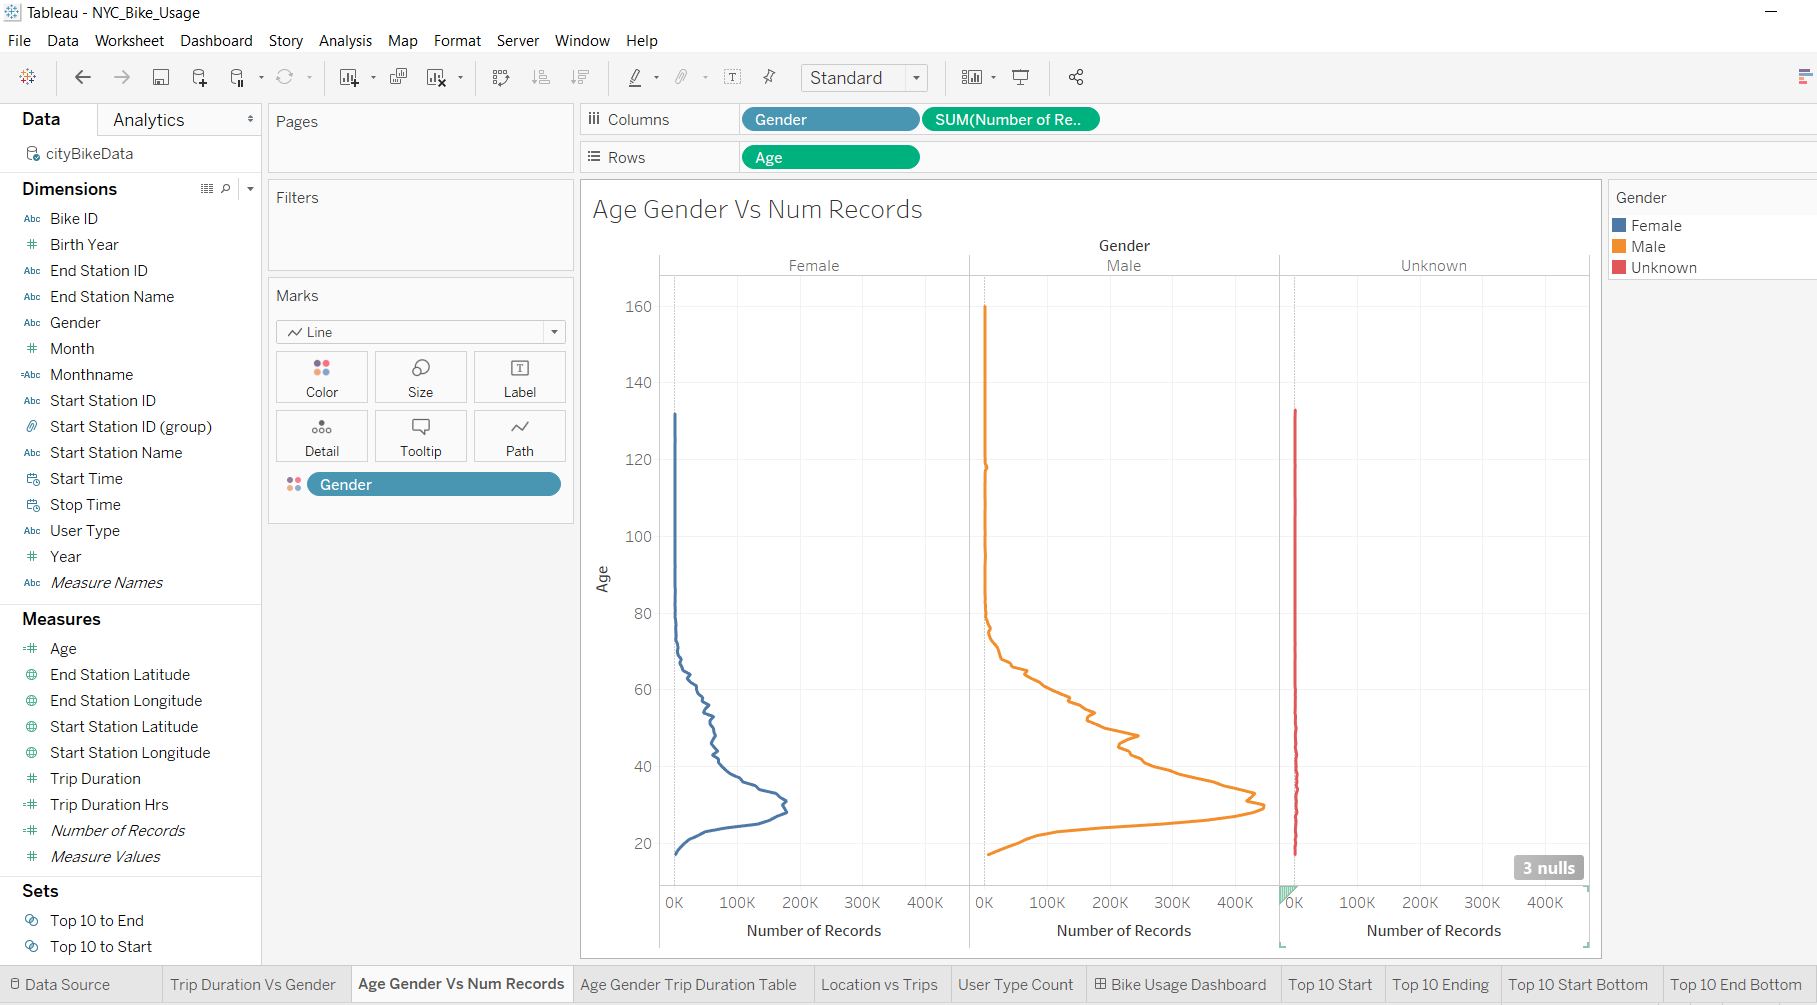 Tableau - NYC_Bike_Usage
File Data Worksheet Dashboard Story Analysis Map Format Server Window Help
Standard
Data Analytics
cityBikeData
Dimensions
Abc Bike ID
# Birth Year
Abc End Station ID
Abc End Station Name
Abc Gender
# Month
=Abc Monthname
Abc Start Station ID
Start Station ID (group)
Abc Start Station Name
Start Time
Stop Time
Abc User Type
# Year
Abc Measure Names
Measures
=# Age
End Station Latitude
End Station Longitude
Start Station Latitude
Start Station Longitude
# Trip Duration
=# Trip Duration Hrs
=# Number of Records
# Measure Values
Sets
Top 10 to End
Top 10 to Start
Pages
Filters
Marks
Line
Color Size Label
Detail Tooltip Path
Gender
Columns Gender SUM(Number of Re..
Rows Age
Age Gender Vs Num Records
Gender
Female Male Unknown
Age
160
140
120
100
80
60
40
20
3 nulls
0K 100K 200K 300K 400K 0K 100K 200K 300K 400K 0K 100K 200K 300K 400K
Number of Records Number of Records Number of Records
Gender
Female
Male
Unknown
Data Source Trip Duration Vs Gender Age Gender Vs Num Records Age Gender Trip Duration Table Location vs Trips User Type Count Bike Usage Dashboard Top 10 Start Top 10 Ending Top 10 Start Bottom Top 10 End Bottom